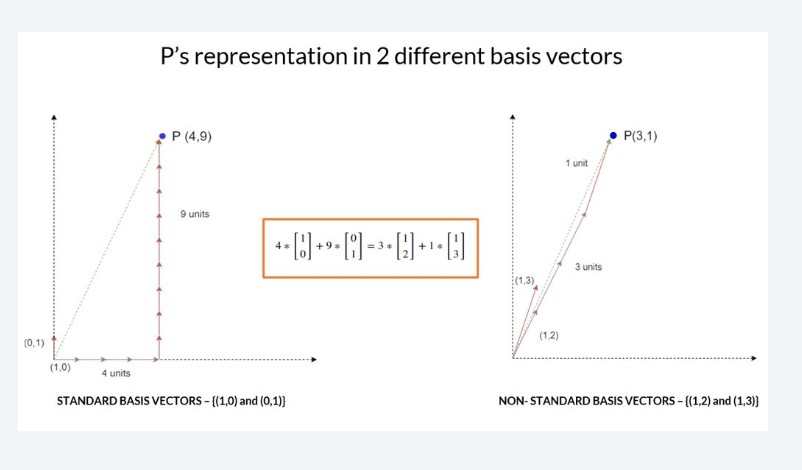 P's representation in 2 different basis vectors
P (4,9)
9 units
(0,1)
(1,0)
4 units
STANDARD BASIS VECTORS – {(1,0) and (0,1)}
4 * [1 0] + 9 * [0 1] = 3 * [1 2] + 1 * [1 3]
P(3,1)
1 unit
3 units
(1,3)
(1,2)
NON- STANDARD BASIS VECTORS – {(1,2) and (1,3)}